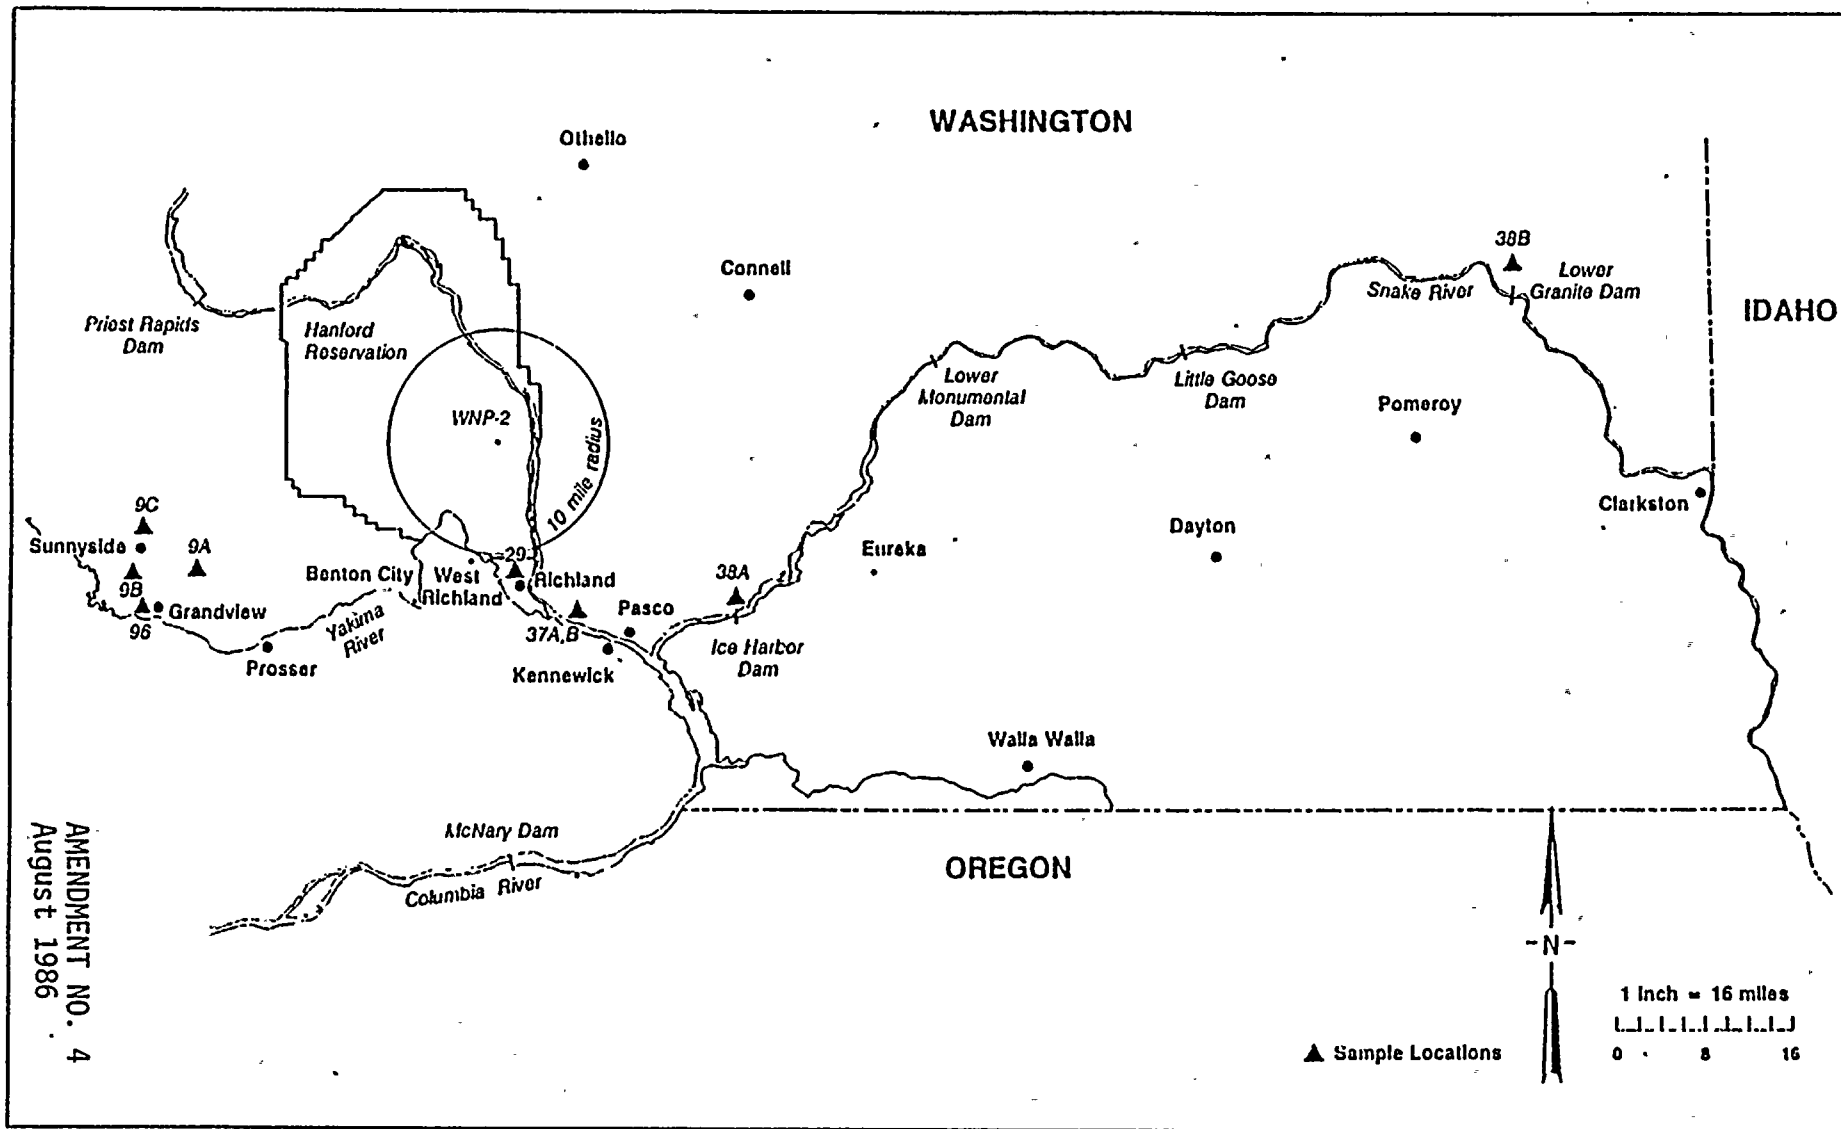 WASHINGTON
Othello
Connell
38B
Lower
Granite Dam
Snake River
IDAHO
Priest Rapids
Dam
Hanford
Reservation
WNP-2
10 mile radius
Lower
Monumental
Dam
Little Goose
Dam
Pomeroy
Clarkston
9C
Sunnyside
9A
9B
Grandview
96
Benton City
West
Richland
29
Richland
Yakima
River
Prosser
37A,B
Pasco
Kennewick
38A
Ice Harbor
Dam
Eureka
Dayton
Walla Walla
McNary Dam
Columbia River
OREGON
N
1 inch = 16 miles
0 8 16
Sample Locations
AMENDMENT NO. 4
August 1986